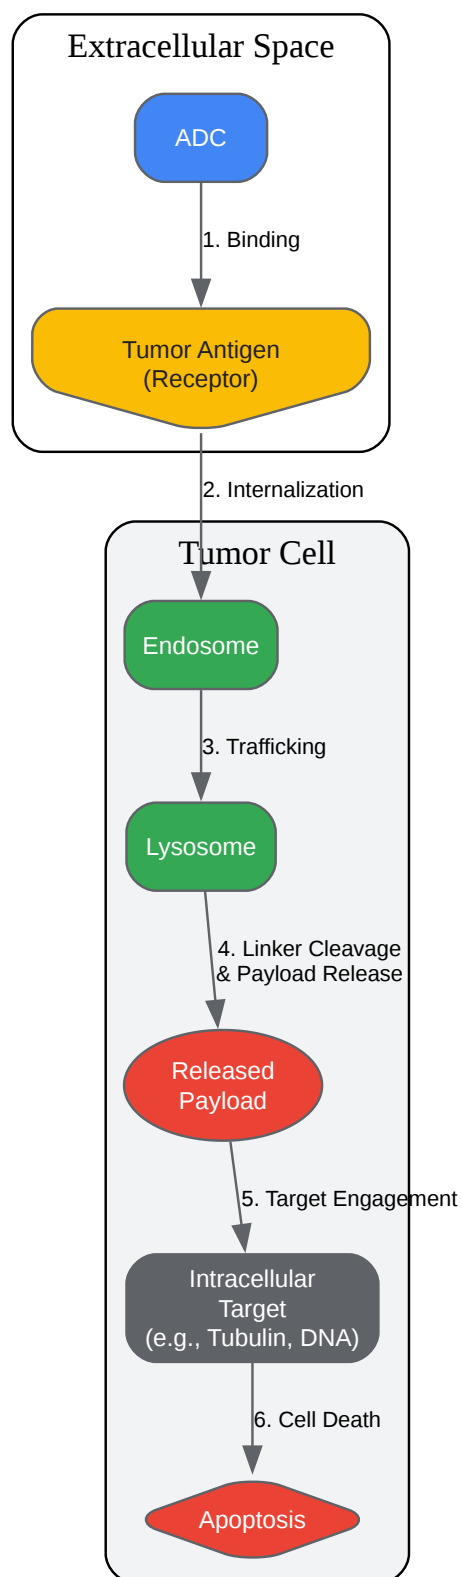 Extracellular Space
ADC
1. Binding
Tumor Antigen
(Receptor)
2. Internalization
Tumor Cell
Endosome
3. Trafficking
Lysosome
4. Linker Cleavage
& Payload Release
Released
Payload
5. Target Engagement
Intracellular
Target
(e.g., Tubulin, DNA)
6. Cell Death
Apoptosis